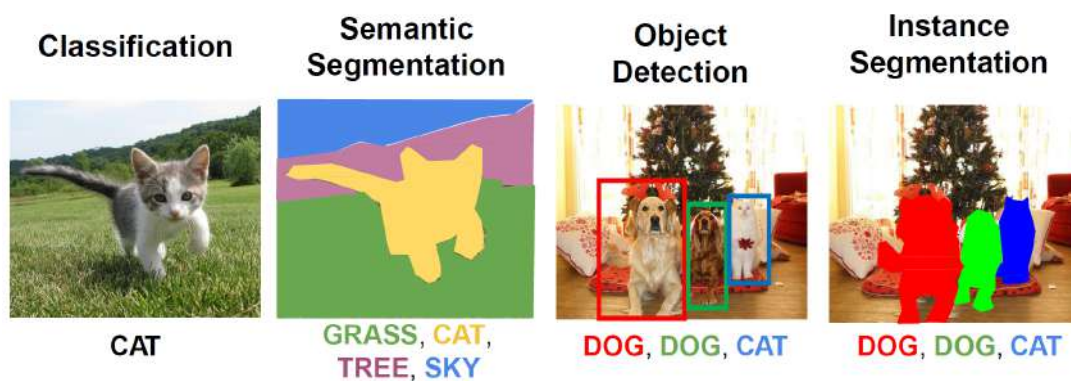 Classification
Semantic
Segmentation
Object
Detection
Instance
Segmentation
CAT
GRASS, CAT,
TREE, SKY
DOG, DOG, CAT
DOG, DOG, CAT